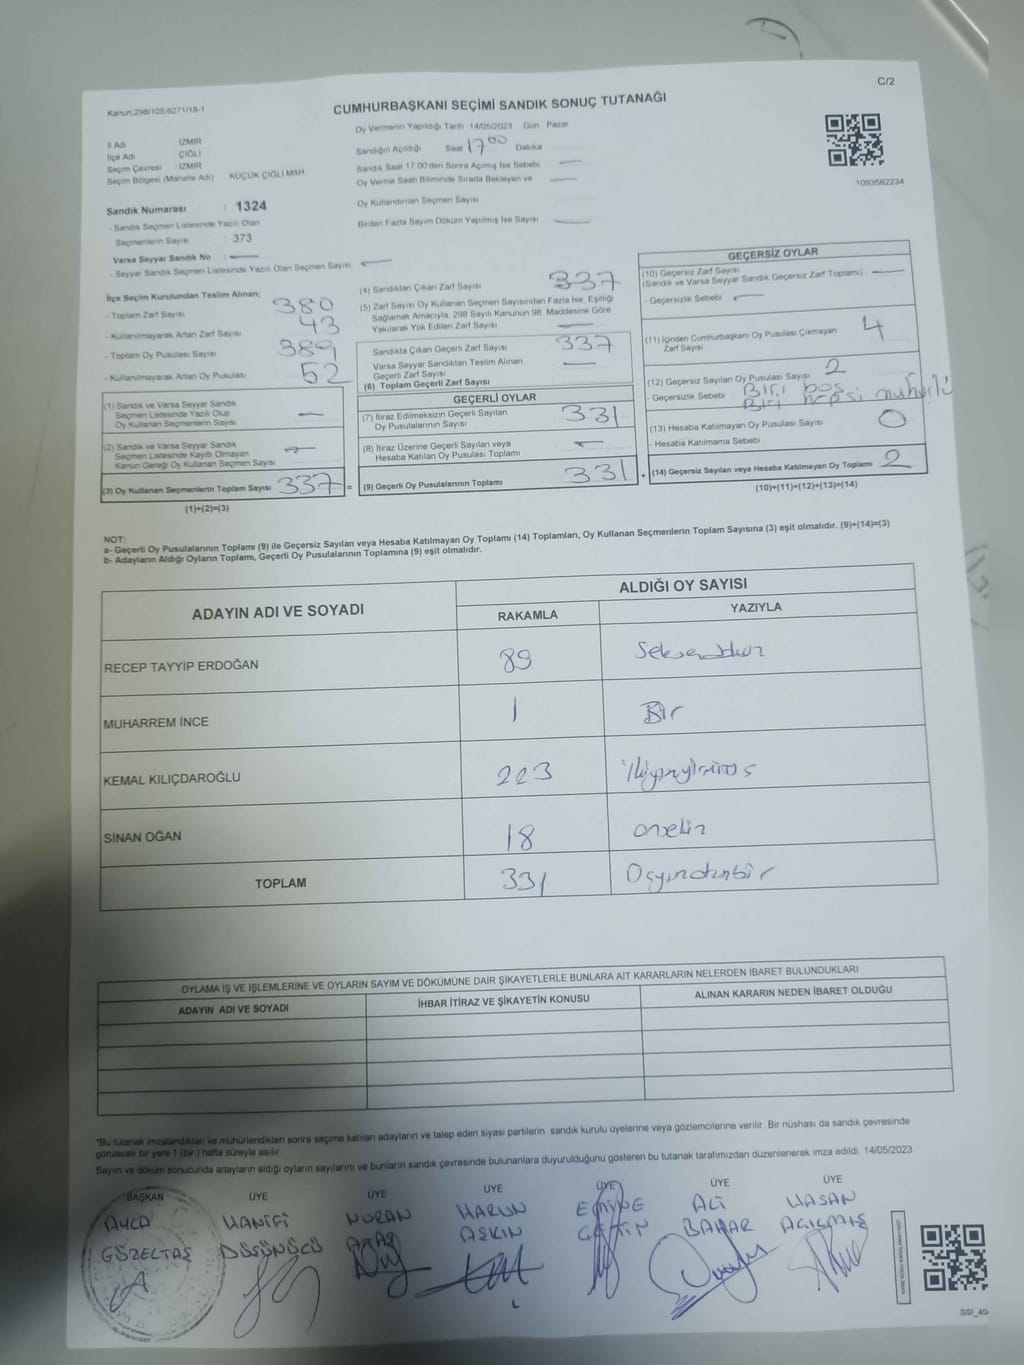 Kanun:298/105;6271/18-1
CUMHURBAŞKANI SEÇİMİ SANDIK SONUÇ TUTANAĞI
C/2
İl Adı : İZMİR
İlçe Adı : ÇİĞLİ
Seçim Çevresi : İZMİR
Seçim Bölgesi (Mahalle Adı) : KÜÇÜK ÇİĞLİ MAH.
Oy Vermenin Yapıldığı Tarih 14/05/2023 Gün Pazar
Sandığın Açıldığı Saat 17 00 Dakika
Sandık Saat 17.00'den Sonra Açılmış İse Sebebi —
Oy Verme Saati Bitiminde Sırada Bekleyen ve —
Oy Kullandırılan Seçmen Sayısı
Birden Fazla Sayım Döküm Yapılmış İse Sayısı —
1093582234
Sandık Numarası : 1324
- Sandık Seçmen Listesinde Yazılı Olan
Seçmenlerin Sayısı : 373
Varsa Seyyar Sandık No : —
- Seyyar Sandık Seçmen Listesinde Yazılı Olan Seçmen Sayısı —
İlçe Seçim Kurulundan Teslim Alınan;
- Toplam Zarf Sayısı 380
- Kullanılmayarak Artan Zarf Sayısı 43
- Toplam Oy Pusulası Sayısı 389
- Kullanılmayarak Artan Oy Pusulası 52
(1) Sandık ve Varsa Seyyar Sandık
Seçmen Listesinde Yazılı Olup
Oy Kullanan Seçmenlerin Sayısı —
(2) Sandık ve Varsa Seyyar Sandık
Seçmen Listesinde Kayıtlı Olmayan
Kanun Gereği Oy Kullanan Seçmen Sayısı —
(3) Oy Kullanan Seçmenlerin Toplam Sayısı 337 =
(1)+(2)=(3)
(4) Sandıktan Çıkan Zarf Sayısı 337
(5) Zarf Sayısı Oy Kullanan Seçmen Sayısından Fazla İse, Eşitliği
Sağlamak Amacıyla, 298 Sayılı Kanunun 98. Maddesine Göre
Yakılarak Yok Edilen Zarf Sayısı —
Sandıkta Çıkan Geçerli Zarf Sayısı 337
Varsa Seyyar Sandıktan Teslim Alınan
Geçerli Zarf Sayısı —
(6) Toplam Geçerli Zarf Sayısı
GEÇERLİ OYLAR
(7) İtiraz Edilmeksizin Geçerli Sayılan
Oy Pusulasının Sayısı 331
(8) İtiraz Üzerine Geçerli Sayılan veya
Hesaba Katılan Oy Pusulası Toplamı —
(9) Geçerli Oy Pusulalarının Toplamı 331 +
GEÇERSİZ OYLAR
(10) Geçersiz Zarf Sayısı
(Sandık ve Varsa Seyyar Sandık Geçersiz Zarf Toplamı) —
- Geçersizlik Sebebi —
(11) İçinden Cumhurbaşkanı Oy Pusulası Çıkmayan
Zarf Sayısı 4
(12) Geçersiz Sayılan Oy Pusulası Sayısı 2
- Geçersizlik Sebebi Biri boş
Biri hepsi mühürlü
(13) Hesaba Katılmayan Oy Pusulası Sayısı 0
- Hesaba Katılmama Sebebi
(14) Geçersiz Sayılan veya Hesaba Katılmayan Oy Toplamı 2
(10)+(11)+(12)+(13)=(14)
NOT:
a- Geçerli Oy Pusulalarının Toplamı (9) ile Geçersiz Sayılan veya Hesaba Katılmayan Oy Toplamı (14) Toplamları, Oy Kullanan Seçmenlerin Toplam Sayısına (3) eşit olmalıdır. (9)+(14)=(3)
b- Adayların Aldığı Oyların Toplamı, Geçerli Oy Pusulalarının Toplamına (9) eşit olmalıdır.
ADAYIN ADI VE SOYADI
ALDIĞI OY SAYISI
RAKAMLA YAZIYLA
RECEP TAYYİP ERDOĞAN 89
MUHARREM İNCE 1 Bir
KEMAL KILIÇDAROĞLU 223
SİNAN OĞAN 18 onsekiz
TOPLAM 331
OYLAMA İŞ VE İŞLEMLERİNE VE OYLARIN SAYIM VE DÖKÜMÜNE DAİR ŞİKAYETLERLE BUNLARA AİT KARARLARIN NELERDEN İBARET BULUNDUKLARI
ADAYIN ADI VE SOYADI İHBAR İTİRAZ VE ŞİKAYETİN KONUSU ALINAN KARARIN NEDEN İBARET OLDUĞU
*Bu tutanak imzalandıktan ve mühürlendikten sonra seçime katılan adayların ve talep eden siyasi partilerin sandık kurulu üyelerine veya gözlemcilerine verilir. Bir nüshası da sandık çevresinde
görülecek bir yere 1 (bir) hafta süreyle asılır.
Sayım ve döküm sonucunda adayların aldığı oyların sayılarını ve bunların sandık çevresinde bulunanlara duyurulduğunu gösteren bu tutanak tarafımızdan düzenlenerek imza edildi. 14/05/2023
BAŞKAN ÜYE ÜYE ÜYE ÜYE ÜYE ÜYE
AYCA HANİFİ NURAN HARUN EMİNE ALİ HASAN
GÖZELTAŞ DÜŞÜNÜCÜ ATAŞ AŞKIN ÇETİN BAHAR AÇILMIŞ